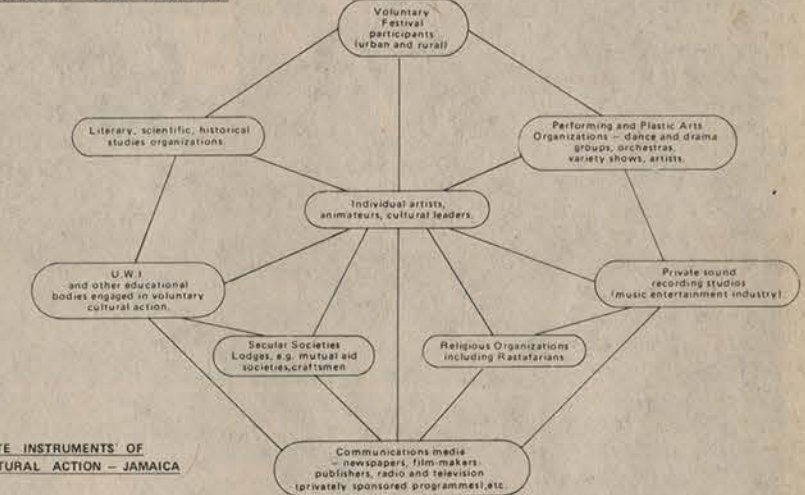 Voluntary
Festival
participants
(urban and rural)
Literary, scientific, historical
studies organizations
Performing and Plastic Arts
Organizations – dance and drama
groups, orchestras,
variety shows, artists.
Individual artists,
animateurs, cultural leaders.
U.W.I
and other educational
bodies engaged in voluntary
cultural action.
Private sound
recording studios
(music entertainment industry).
Secular Societies
Lodges, e.g. mutual aid
societies,craftsmen
Religious Organizations
including Rastafarians
Communications media
– newspapers, film-makers
publishers, radio and television
(privately sponsored programmes),etc.
INSTRUMENTS OF
ACTION – JAMAICA